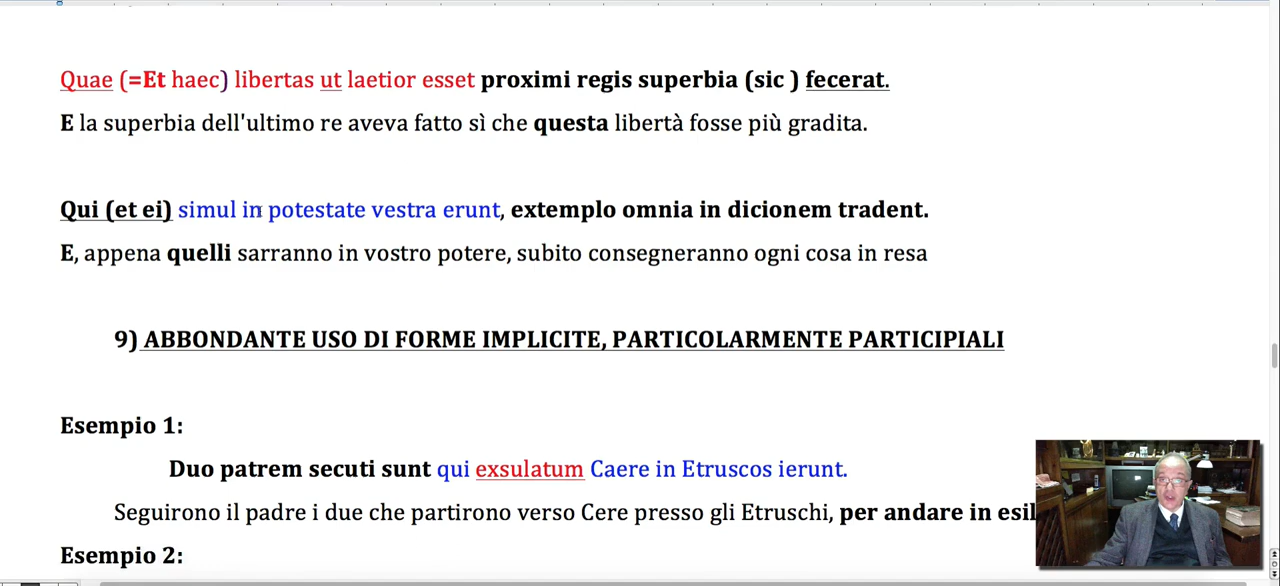 Quae (=Et haec) libertas ut laetior esset proximi regis superbia (sic ) fecerat.
E la superbia dell'ultimo re aveva fatto sì che questa libertà fosse più gradita.
Qui (et ei) simul in potestate vestra erunt, extemplo omnia in dicionem tradent.
E, appena quelli sarranno in vostro potere, subito consegneranno ogni cosa in resa
9) ABBONDANTE USO DI FORME IMPLICITE, PARTICOLARMENTE PARTICIPIALI
Esempio 1:
Duo patrem secuti sunt qui exsulatum Caere in Etruscos ierunt.
Seguirono il padre i due che partirono verso Cere presso gli Etruschi, per andare in esil
Esempio 2: